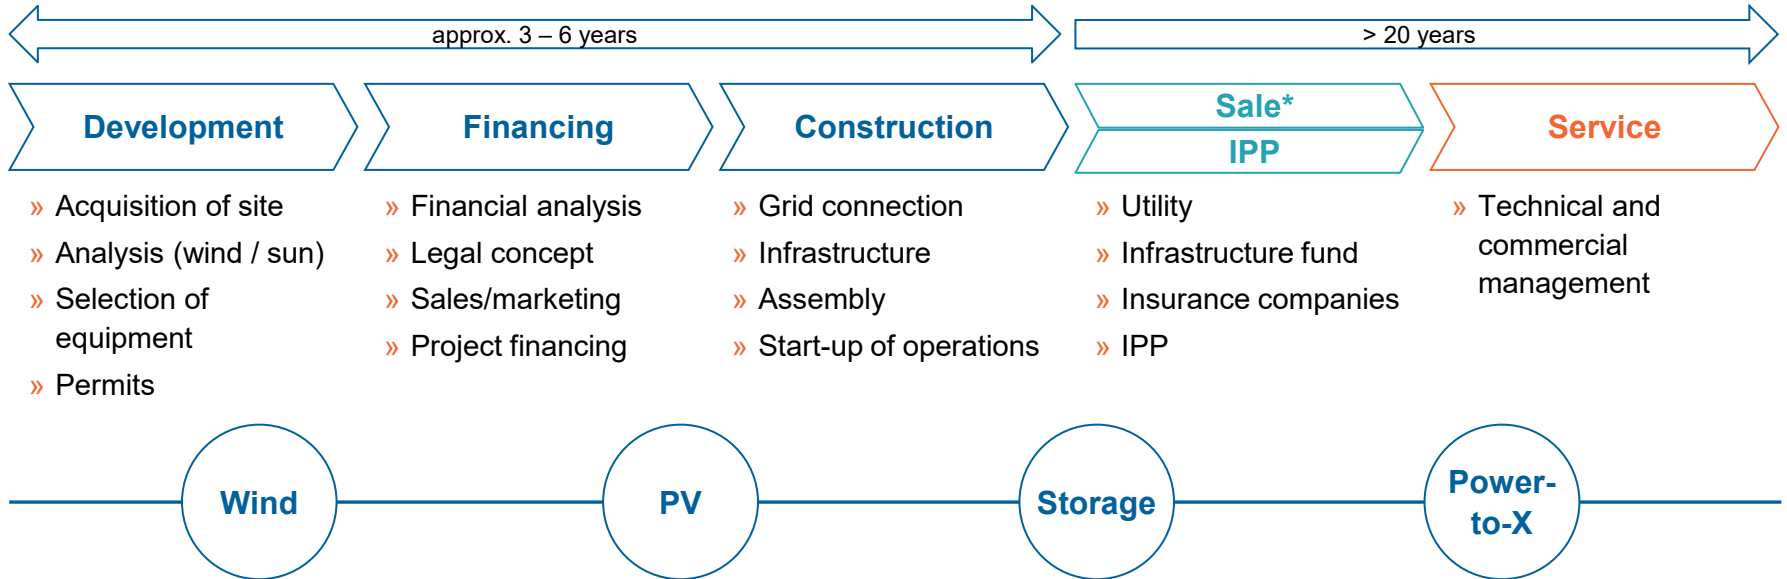 approx. 3 – 6 years
> 20 years
Development
Financing
Construction
Sale*
IPP
Service
» Acquisition of site
» Analysis (wind / sun)
» Selection of
equipment
» Permits
» Financial analysis
» Legal concept
» Sales/marketing
» Project financing
» Grid connection
» Infrastructure
» Assembly
» Start-up of operations
» Utility
» Infrastructure fund
» Insurance companies
» IPP
» Technical and
commercial
management
Wind
PV
Storage
Power-
to-X